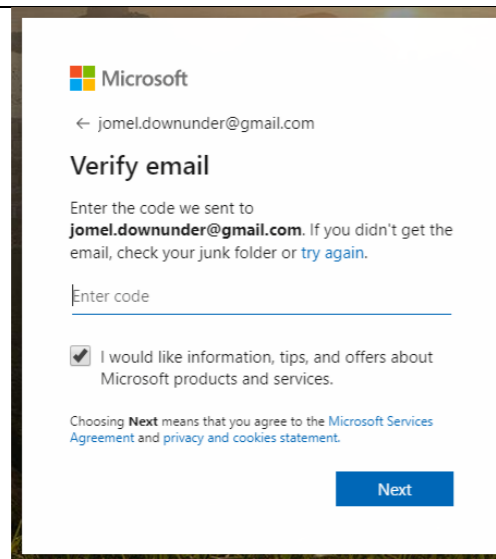 Microsoft
← jomel.downunder@gmail.com
Verify email
Enter the code we sent to
jomel.downunder@gmail.com. If you didn't get the
email, check your junk folder or try again.
Enter code
I would like information, tips, and offers about
Microsoft products and services.
Choosing Next means that you agree to the Microsoft Services
Agreement and privacy and cookies statement.
Next